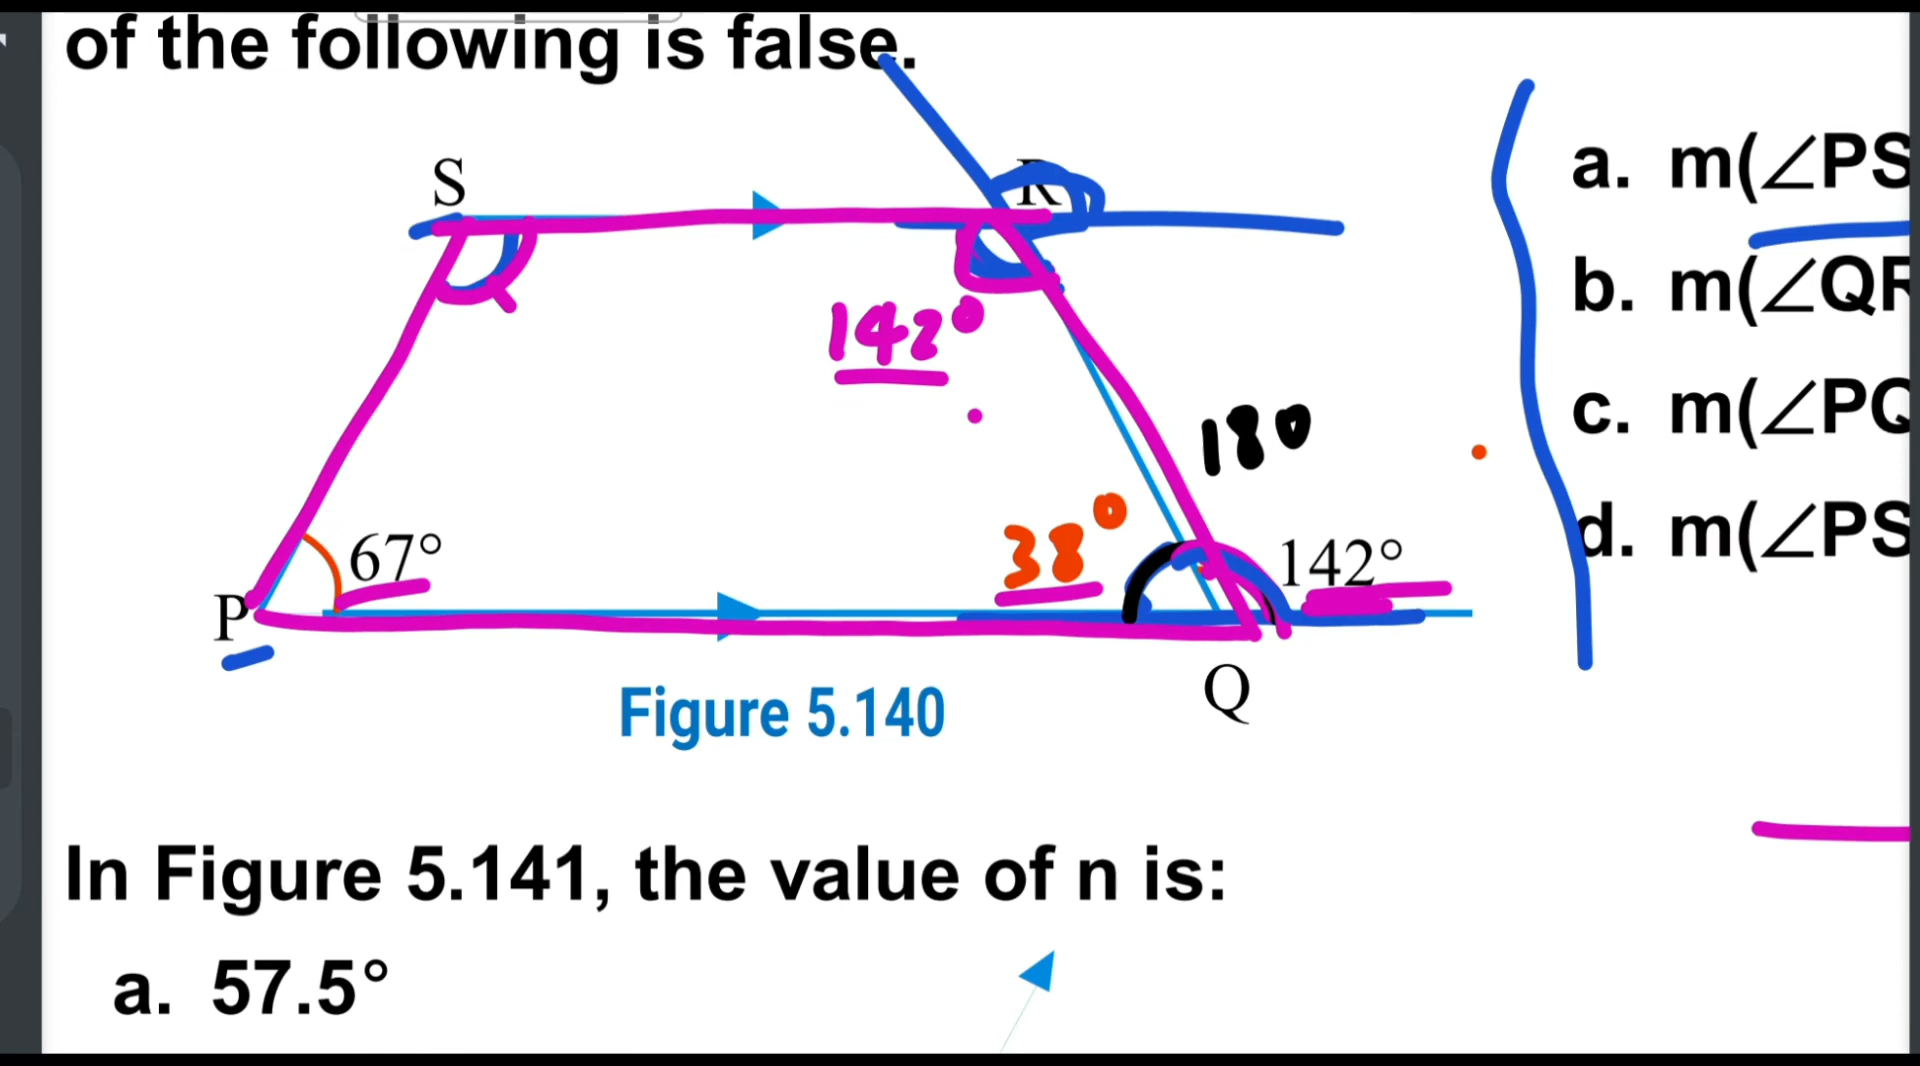 of the following is false.
S
R
a. m(∠PS
b. m(∠QR
142°
c. m(∠PQ
180
38°
67°
142°
d. m(∠PS
P
Q
Figure 5.140
In Figure 5.141, the value of n is:
a. 57.5°